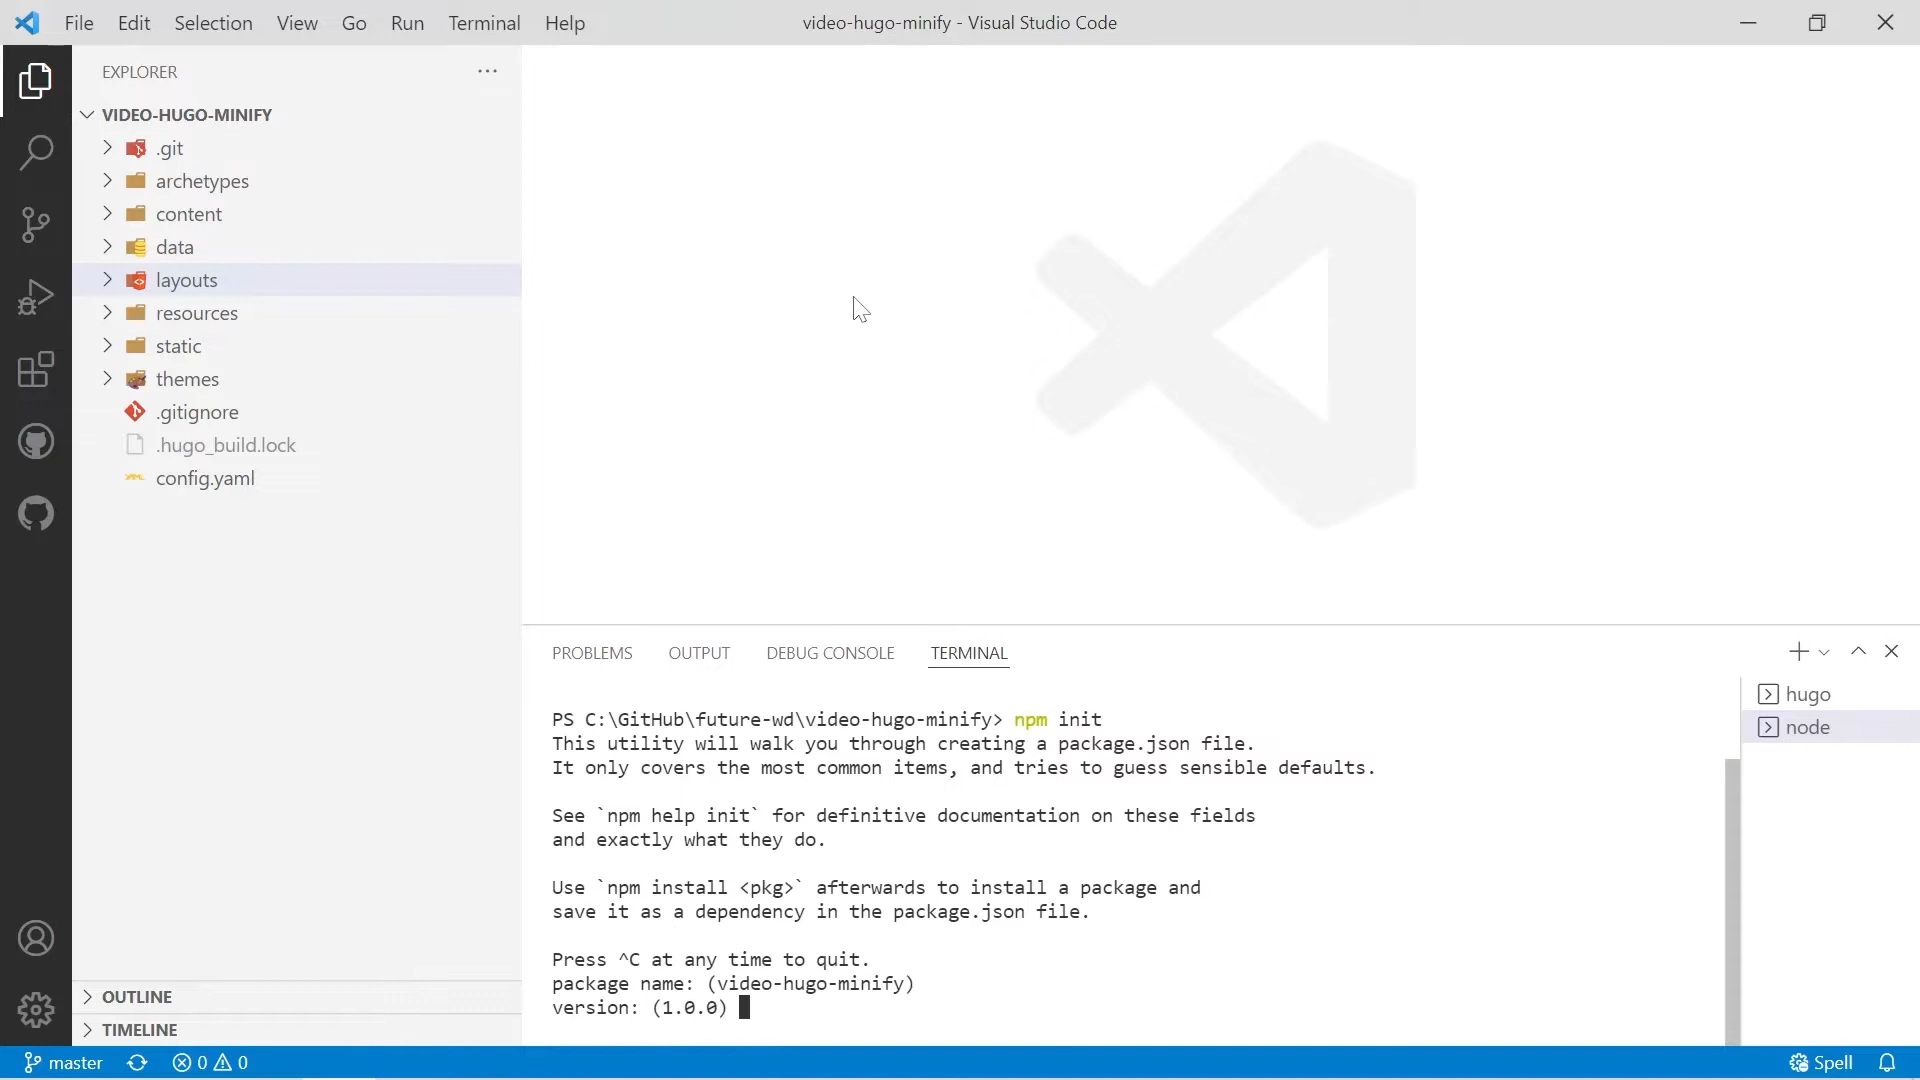 File Edit Selection View Go Run Terminal Help
video-hugo-minify - Visual Studio Code
EXPLORER
VIDEO-HUGO-MINIFY
.git
archetypes
content
data
layouts
resources
static
themes
.gitignore
.hugo_build.lock
config.yaml
OUTLINE
TIMELINE
PROBLEMS OUTPUT DEBUG CONSOLE TERMINAL
PS C:\GitHub\future-wd\video-hugo-minify> npm init
This utility will walk you through creating a package.json file.
It only covers the most common items, and tries to guess sensible defaults.
See `npm help init` for definitive documentation on these fields
and exactly what they do.
Use `npm install <pkg>` afterwards to install a package and
save it as a dependency in the package.json file.
Press ^C at any time to quit.
package name: (video-hugo-minify)
version: (1.0.0)
hugo
node
master 0 0 Spell